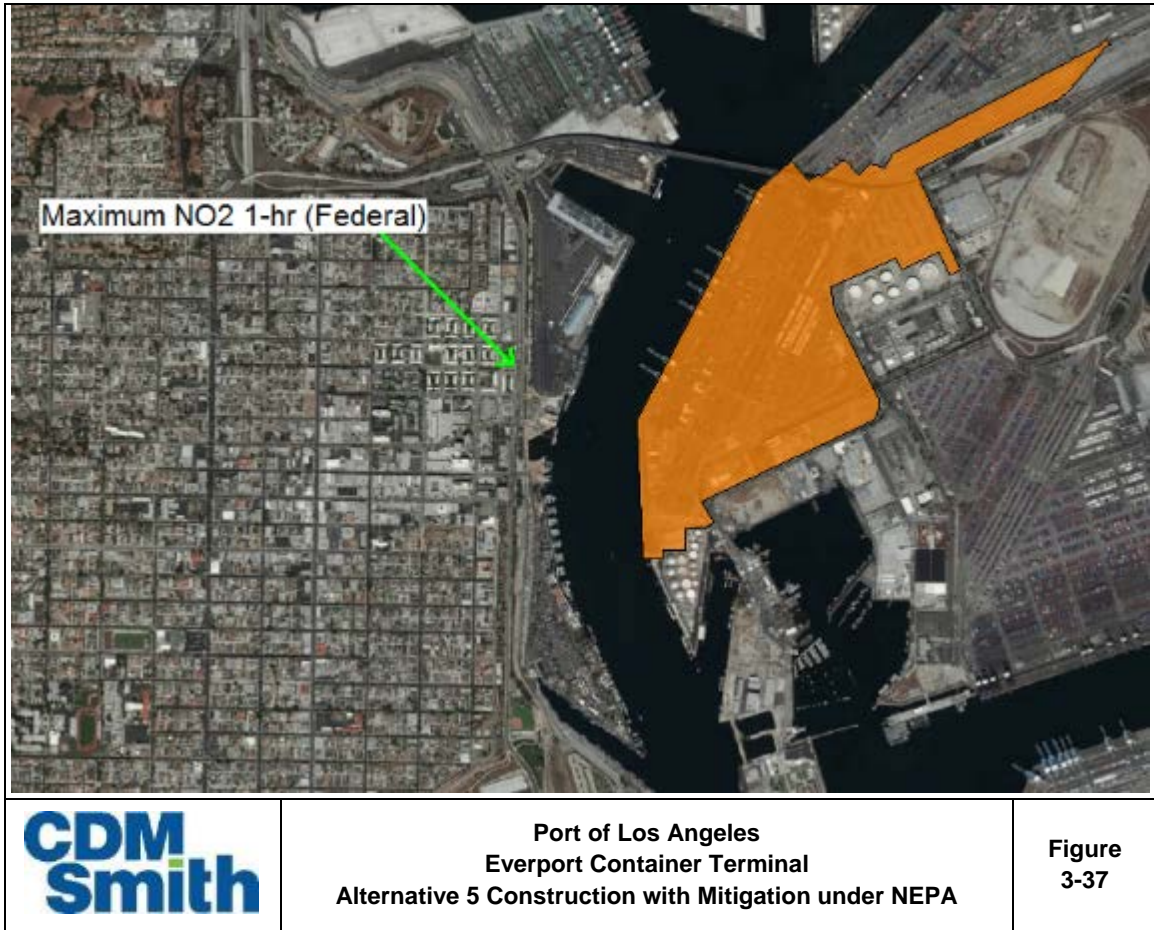 Maximum NO2 1-hr (Federal)
CDM
Smith
Port of Los Angeles
Everport Container Terminal
Alternative 5 Construction with Mitigation under NEPA
Figure
3-37